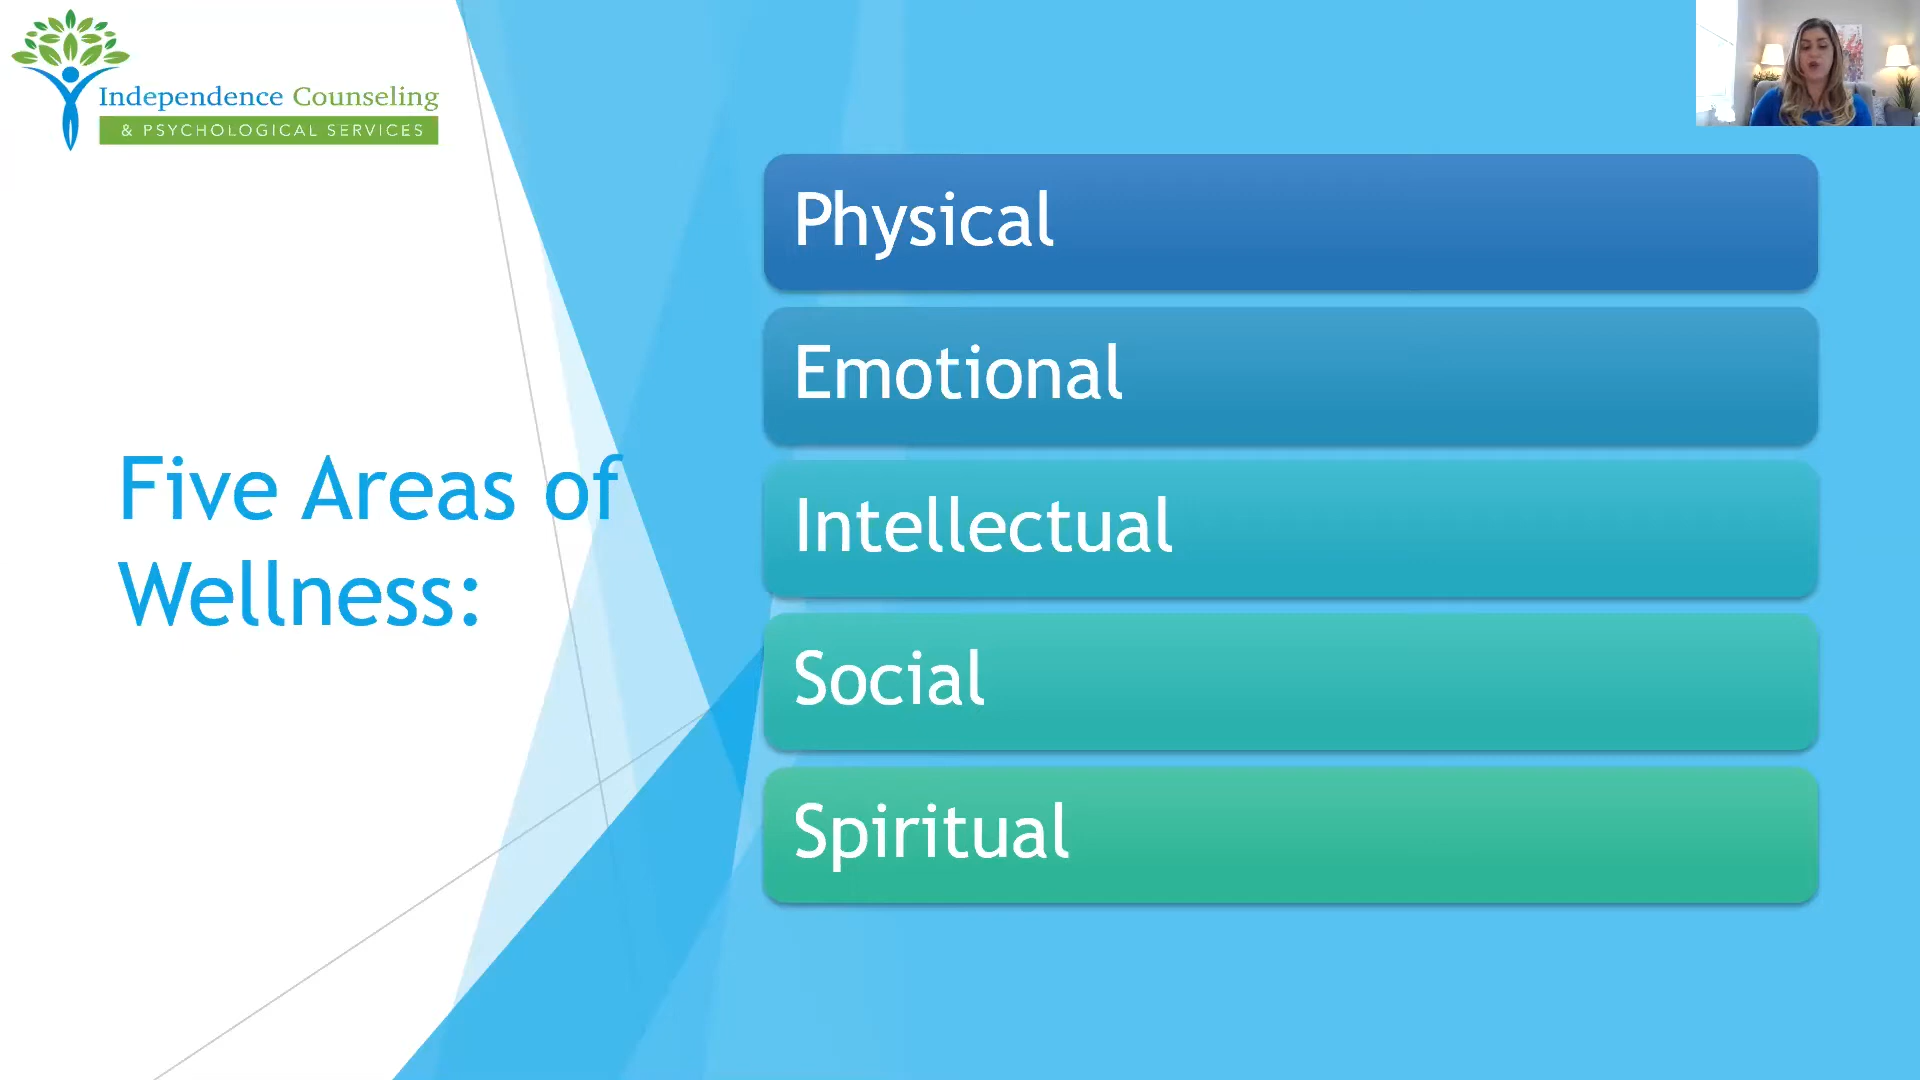 Independence Counseling
& PSYCHOLOGICAL SERVICES
Five Areas of
Wellness:
Physical
Emotional
Intellectual
Social
Spiritual